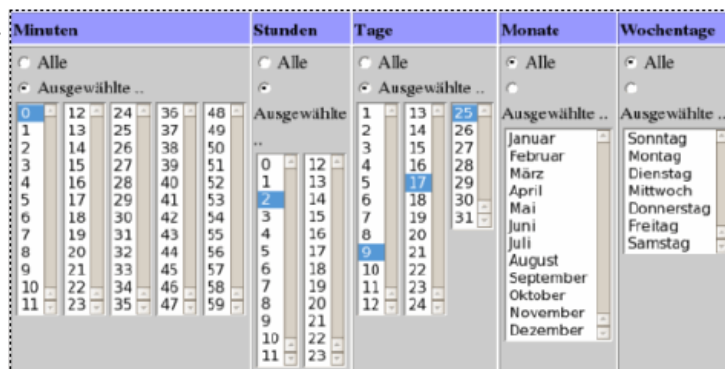 Minuten Stunden Tage Monate Wochentage
Alle Alle Alle Alle Alle
Ausgewählte .. Ausgewählte .. Ausgewählte .. Ausgewählte .. Ausgewählte ..
0 12 24 36 48
1 13 25 37 49
2 14 26 38 50
3 15 27 39 51
4 16 28 40 52
5 17 29 41 53
6 18 30 42 54
7 19 31 43 55
8 20 32 44 56
9 21 33 45 57
10 22 34 46 58
11 23 35 47 59
0 12
1 13
2 14
3 15
4 16
5 17
6 18
7 19
8 20
9 21
10 22
11 23
1 13 25
2 14 26
3 15 27
4 16 28
5 17 29
6 18 30
7 19 31
8 20
9 21
10 22
11 23
12 24
Januar
Februar
März
April
Mai
Juni
Juli
August
September
Oktober
November
Dezember
Sonntag
Montag
Dienstag
Mittwoch
Donnerstag
Freitag
Samstag